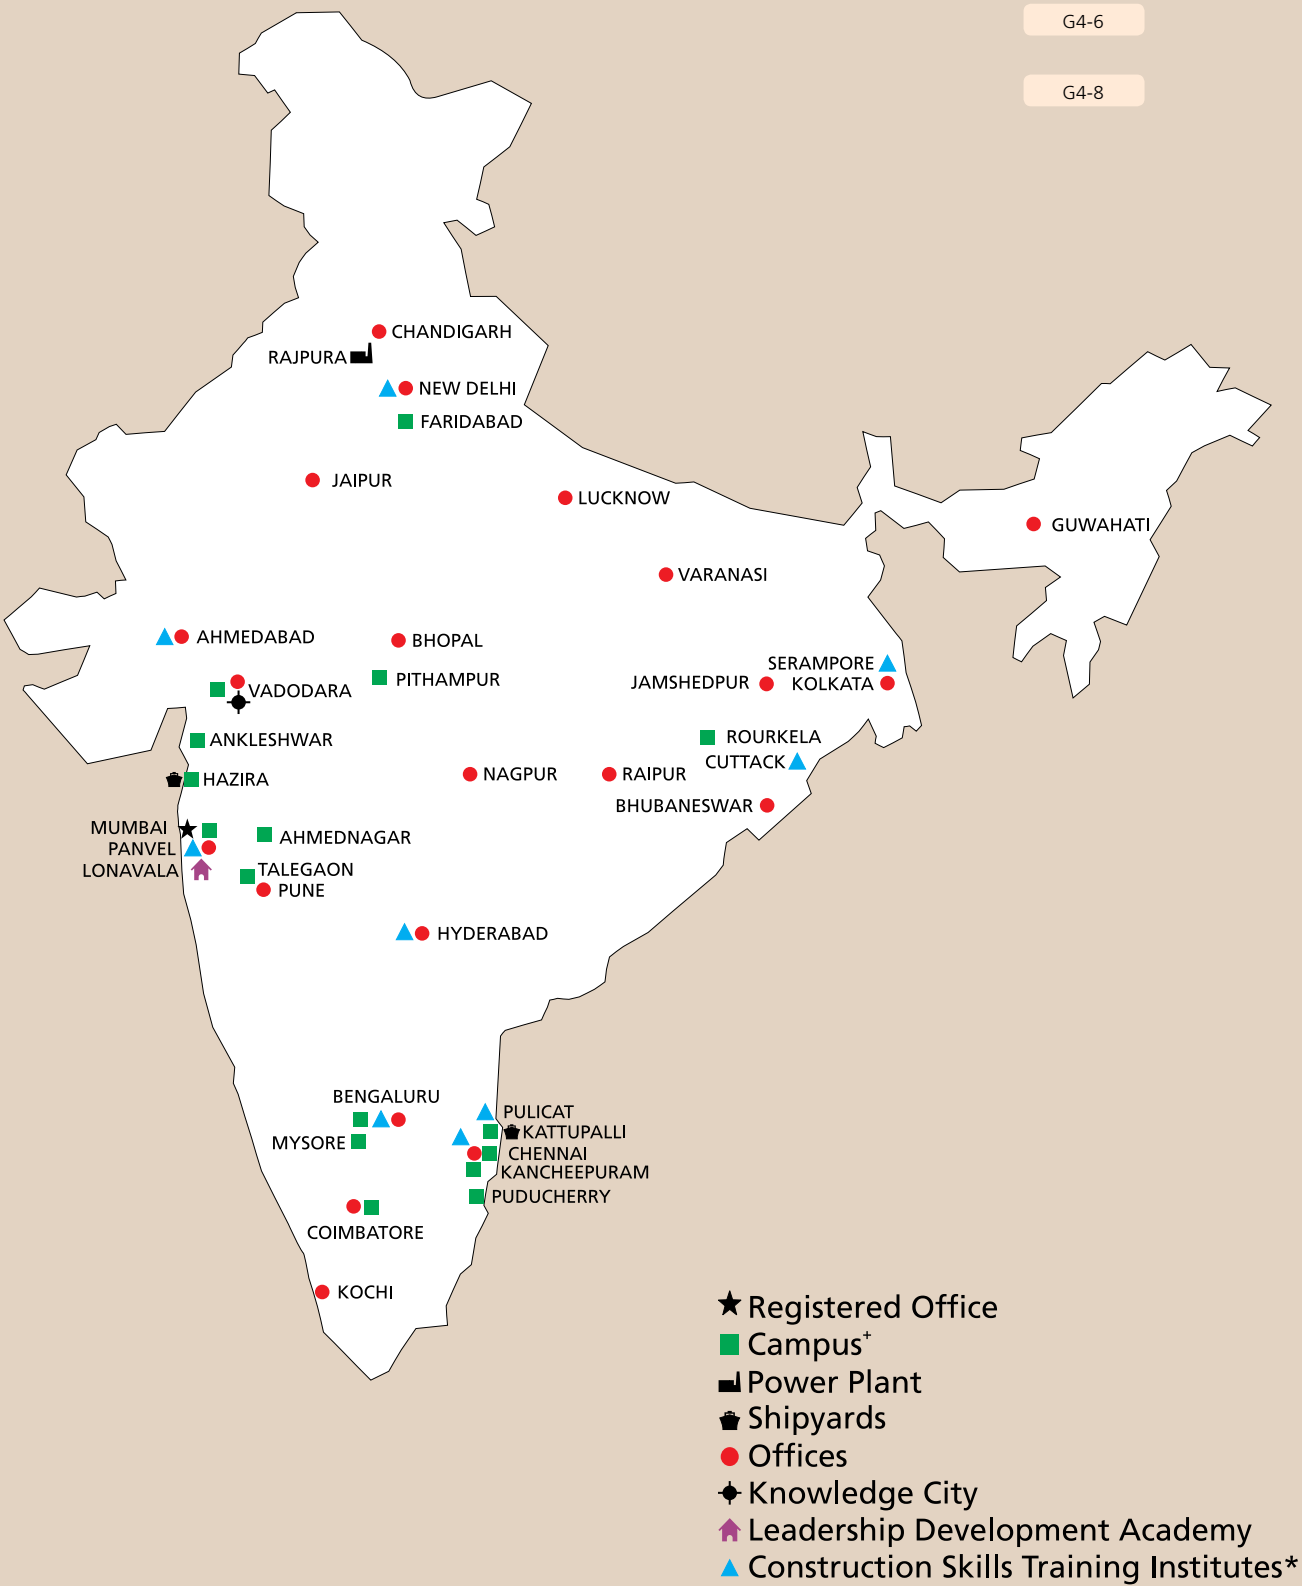 G4-6
G4-8
CHANDIGARH
RAJPURA
NEW DELHI
FARIDABAD
JAIPUR
LUCKNOW
GUWAHATI
VARANASI
AHMEDABAD
BHOPAL
SERAMPORE
PITHAMPUR
JAMSHEDPUR
KOLKATA
VADODARA
ROURKELA
ANKLESHWAR
CUTTACK
HAZIRA
NAGPUR
RAIPUR
BHUBANESWAR
MUMBAI
AHMEDNAGAR
PANVEL
LONAVALA
TALEGAON
PUNE
HYDERABAD
BENGALURU
PULICAT
KATTUPALLI
MYSORE
CHENNAI
KANCHEEPURAM
PUDUCHERRY
COIMBATORE
KOCHI
Registered Office
Campus+
Power Plant
Shipyards
Offices
Knowledge City
Leadership Development Academy
Construction Skills Training Institutes*